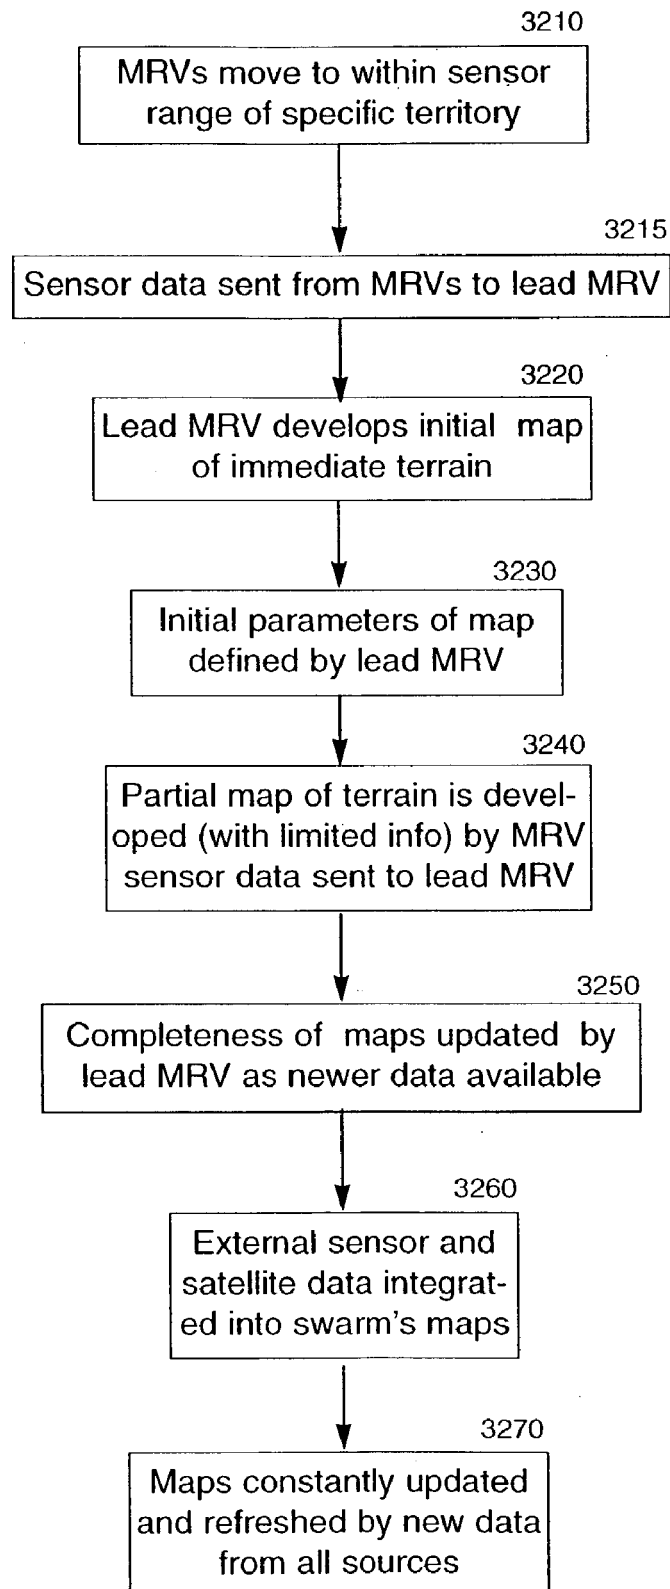 3210
MRVs move to within sensor
range of specific territory
3215
Sensor data sent from MRVs to lead MRV
3220
Lead MRV develops initial map
of immediate terrain
3230
Initial parameters of map
defined by lead MRV
3240
Partial map of terrain is devel-
oped (with limited info) by MRV
sensor data sent to lead MRV
3250
Completeness of maps updated by
lead MRV as newer data available
3260
External sensor and
satellite data integrat-
ed into swarm's maps
3270
Maps constantly updated
and refreshed by new data
from all sources